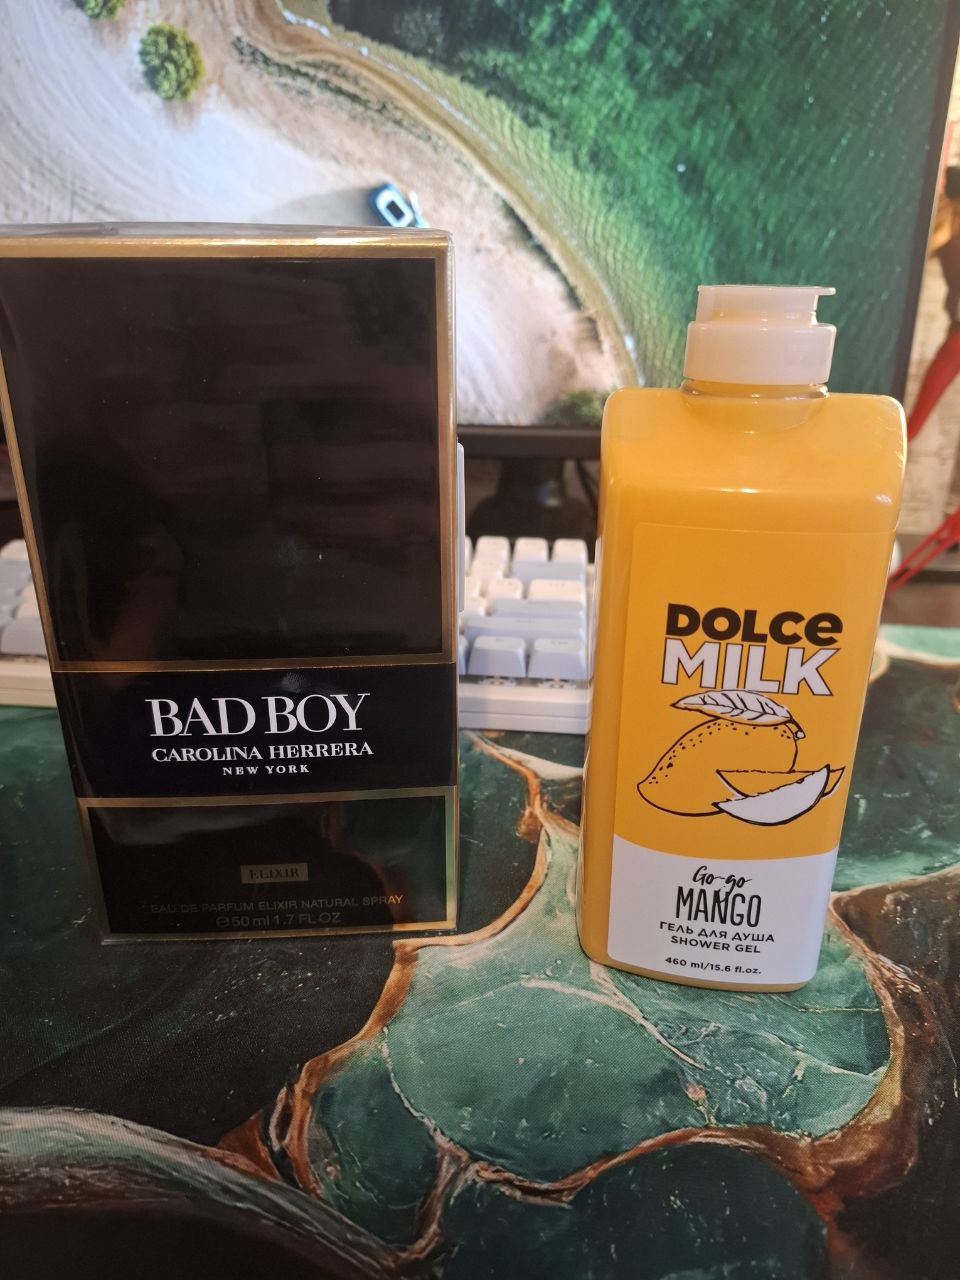 BAD BOY
CAROLINA HERRERA
NEW YORK
ELIXIR
EAU DE PARFUM ELIXIR NATURAL SPRAY
℮50 ml 1.7 FL OZ
DOLCe
MILK
Go-go
MANGO
ГЕЛЬ ДЛЯ ДУША
SHOWER GEL
460 ml/15.6 fl.oz.